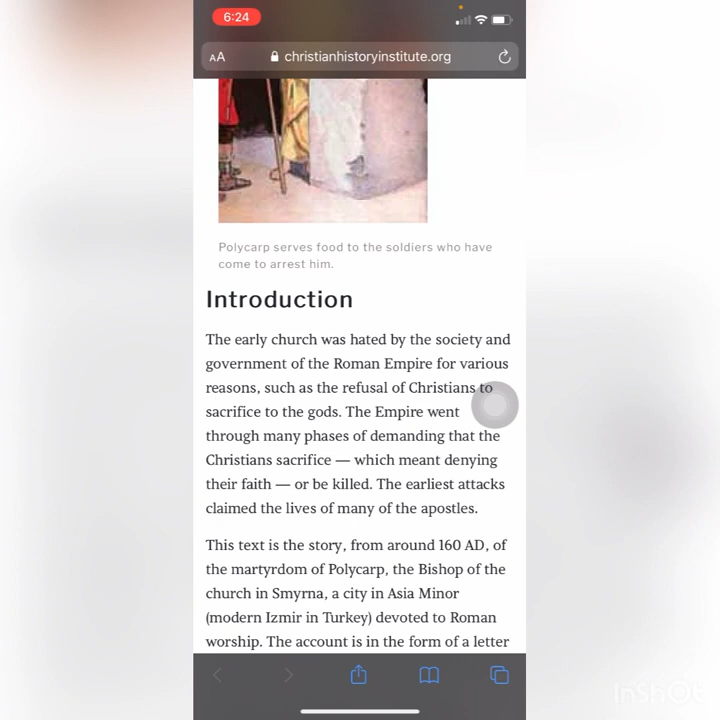 6:24
AA christianhistoryinstitute.org
Polycarp serves food to the soldiers who have
come to arrest him.
Introduction
The early church was hated by the society and
government of the Roman Empire for various
reasons, such as the refusal of Christians to
sacrifice to the gods. The Empire went
through many phases of demanding that the
Christians sacrifice — which meant denying
their faith — or be killed. The earliest attacks
claimed the lives of many of the apostles.
This text is the story, from around 160 AD, of
the martyrdom of Polycarp, the Bishop of the
church in Smyrna, a city in Asia Minor
(modern Izmir in Turkey) devoted to Roman
worship. The account is in the form of a letter
InShOt